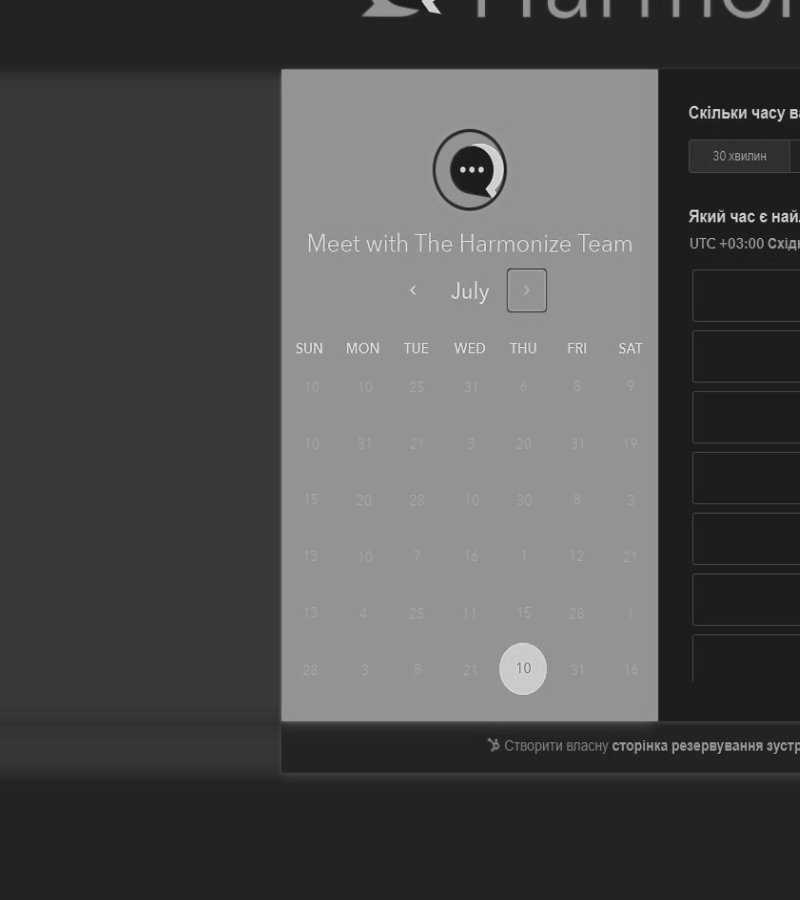 Harmoni
Meet with The Harmonize Team
July
SUN MON TUE WED THU FRI SAT
10 10 25 31 6 8 9
10 31 21 3 20 31 19
15 20 28 10 30 8 3
13 10 7 16 1 12 21
13 4 25 11 15 28 1
28 3 8 21 10 31 16
Скільки часу ва
30 хвилин
Який час є най
UTC +03:00 Східн
Створити власну сторінка резервування зустр